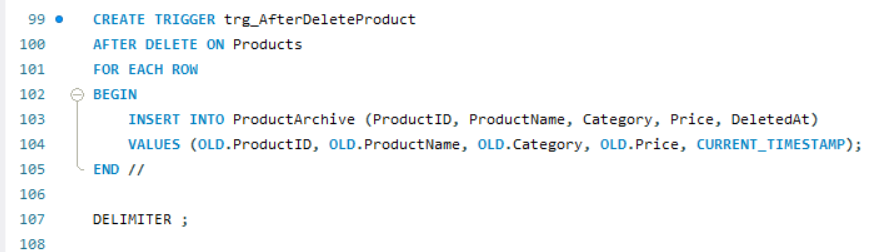 99 CREATE TRIGGER trg_AfterDeleteProduct
100 AFTER DELETE ON Products
101 FOR EACH ROW
102 BEGIN
103 INSERT INTO ProductArchive (ProductID, ProductName, Category, Price, DeletedAt)
104 VALUES (OLD.ProductID, OLD.ProductName, OLD.Category, OLD.Price, CURRENT_TIMESTAMP);
105 END //
106
107 DELIMITER ;
108